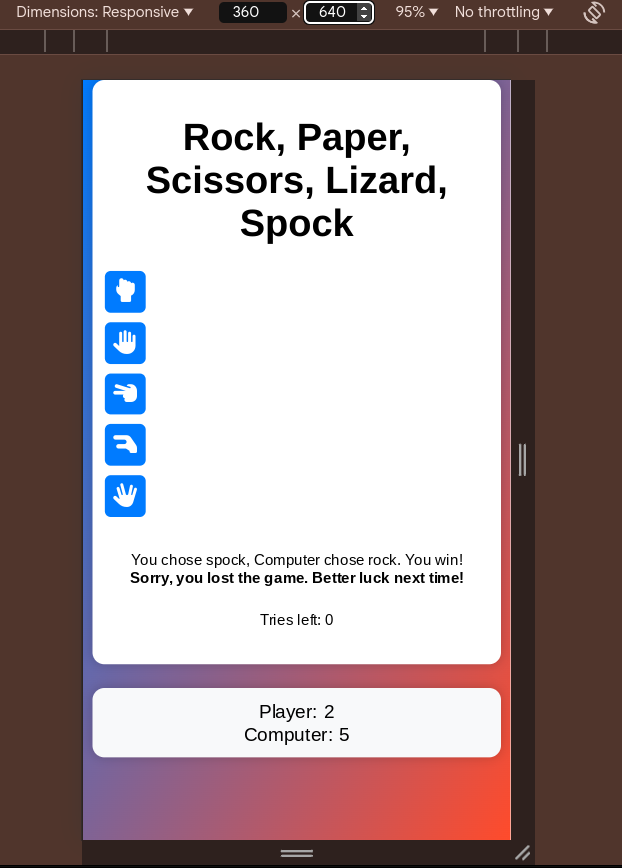 Dimensions: Responsive ▼ 360 × 640 95% ▼ No throttling ▼
Rock, Paper,
Scissors, Lizard,
Spock
You chose spock, Computer chose rock. You win!
Sorry, you lost the game. Better luck next time!
Tries left: 0
Player: 2
Computer: 5